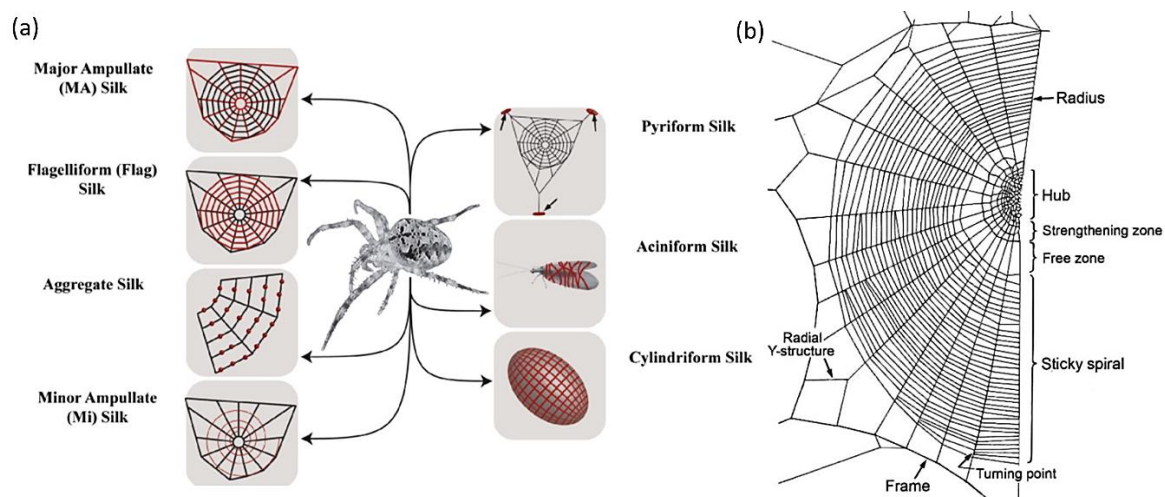 (a)
Major Ampullate
(MA) Silk
Flagelliform (Flag)
Silk
Aggregate Silk
Minor Ampullate
(Mi) Silk
Pyriform Silk
Aciniform Silk
Cylindriform Silk
(b)
Radius
Hub
Strengthening zone
Free zone
Radial
Y-structure
Sticky spiral
Turning point
Frame